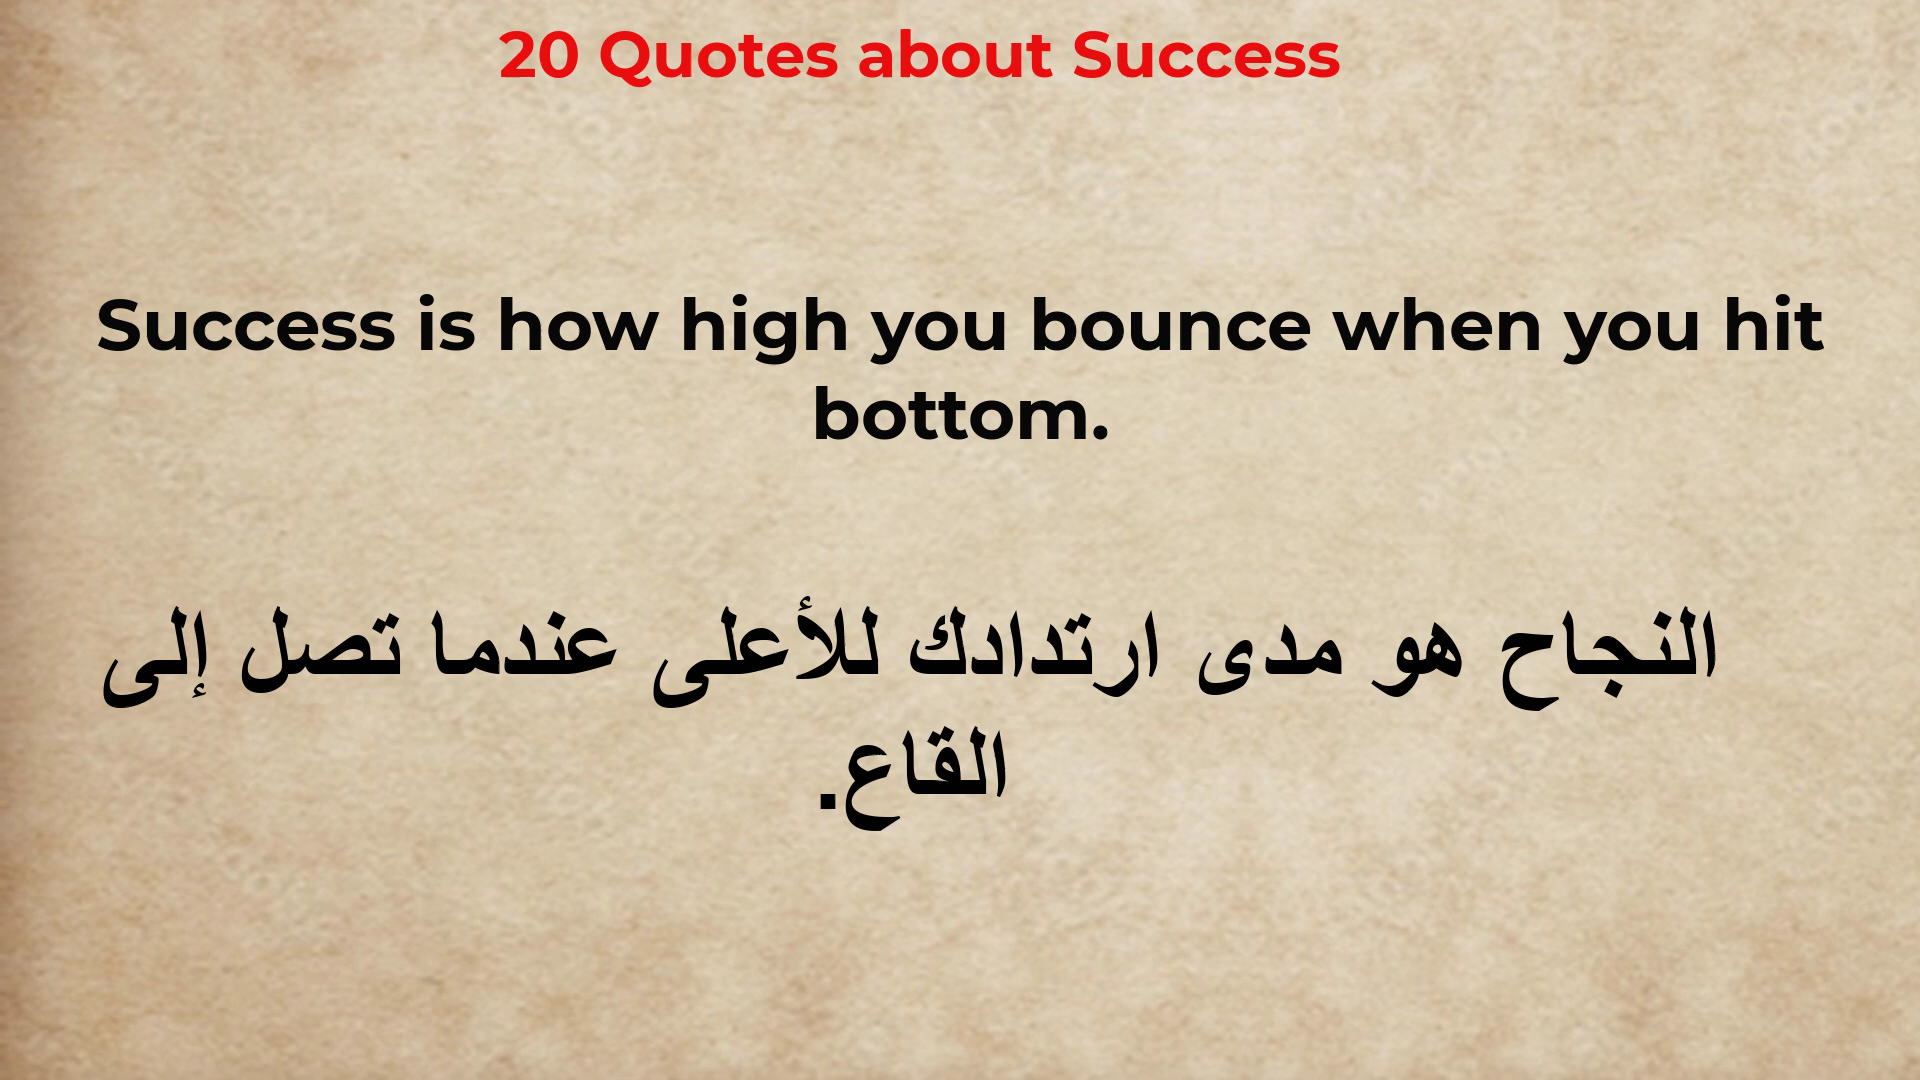 20 Quotes about Success
Success is how high you bounce when you hit
bottom.
النجاح هو مدى ارتدادك للأعلى عندما تصل إلى
القاع.